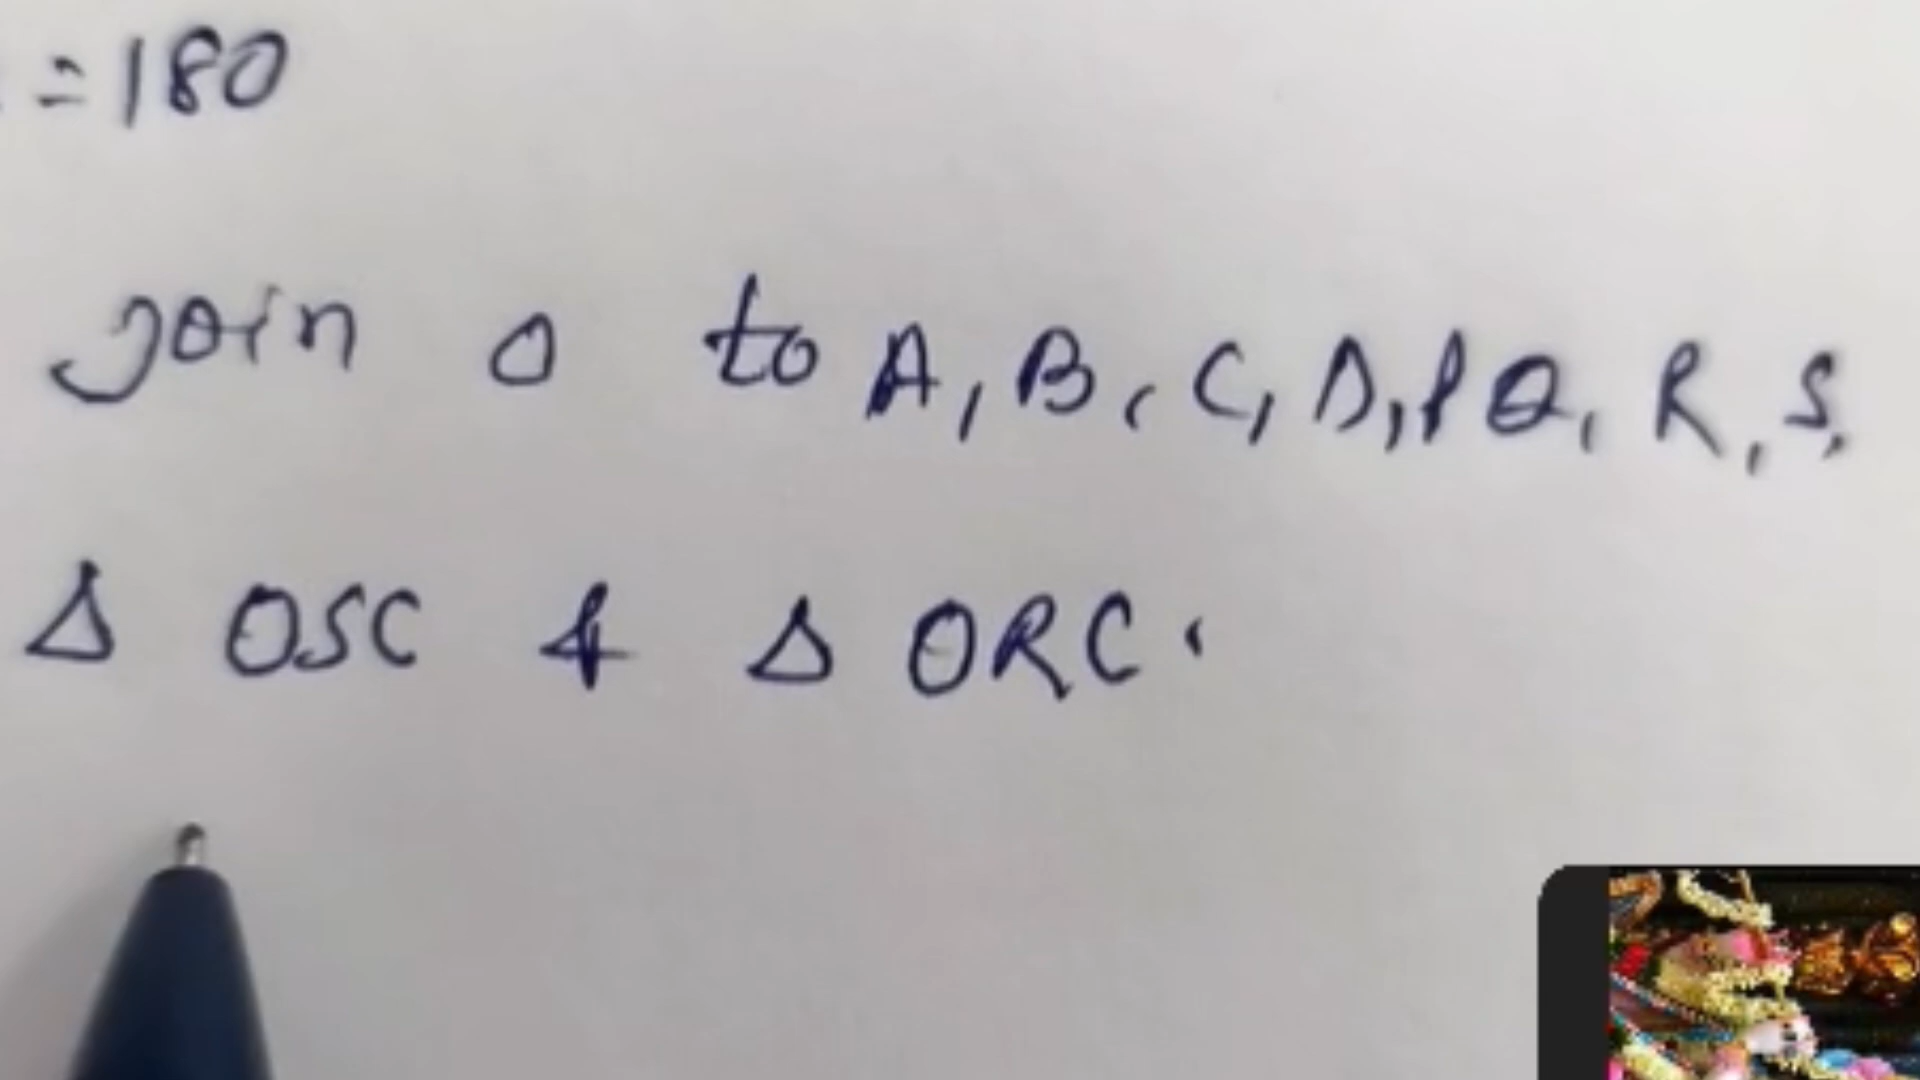 = 180
Join O to A, B, C, D, P Q, R, S.
Δ OSC & Δ ORC.